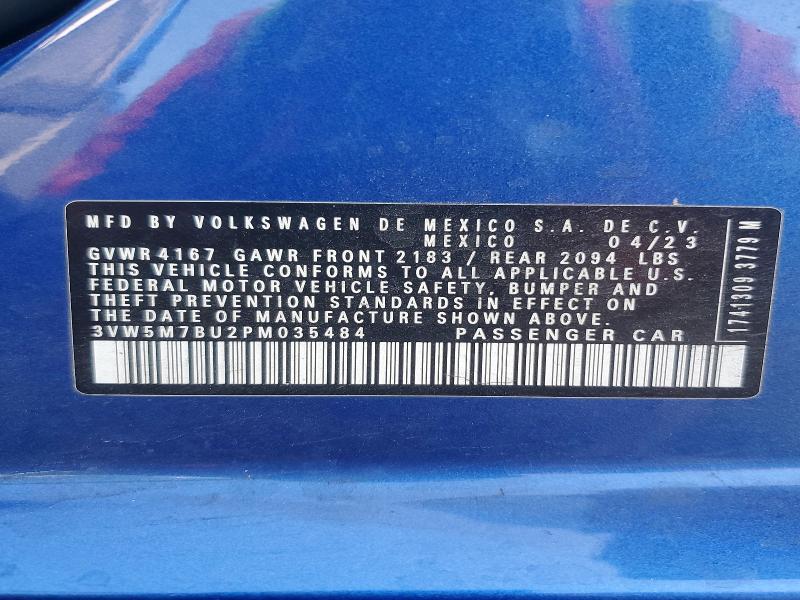 MFD BY VOLKSWAGEN DE MEXICO S.A. DE C.V.
MEXICO 04/23
GVWR 4167 GAWR FRONT 2183 / REAR 2094 LBS
THIS VEHICLE CONFORMS TO ALL APPLICABLE U.S.
FEDERAL MOTOR VEHICLE SAFETY, BUMPER AND
THEFT PREVENTION STANDARDS IN EFFECT ON
THE DATE OF MANUFACTURE SHOWN ABOVE.
3VW5M7BU2PM035484 PASSENGER CAR
1741309 3779 M